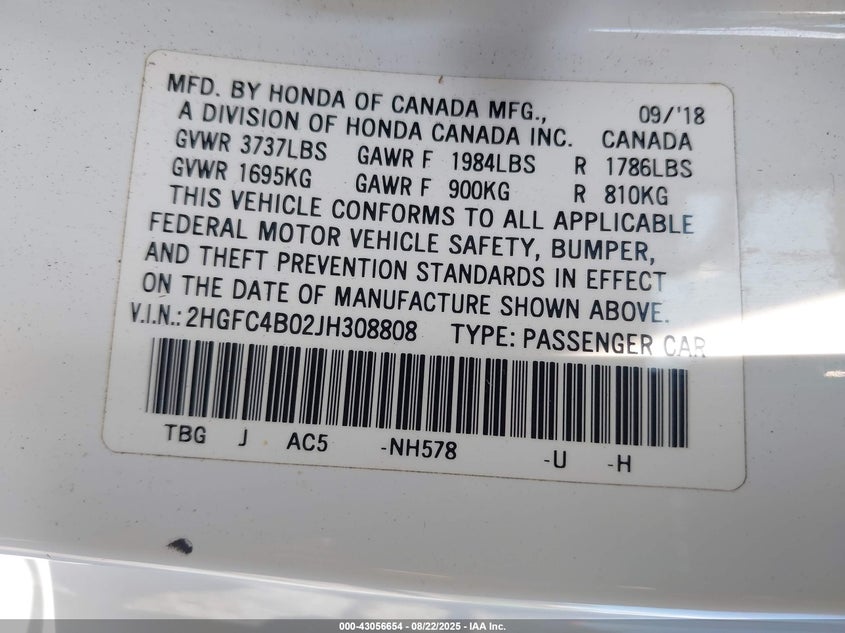 MFD. BY HONDA OF CANADA MFG., 09/'18
A DIVISION OF HONDA CANADA INC. CANADA
GVWR 3737LBS GAWR F 1984LBS R 1786LBS
GVWR 1695KG GAWR F 900KG R 810KG
THIS VEHICLE CONFORMS TO ALL APPLICABLE
FEDERAL MOTOR VEHICLE SAFETY, BUMPER,
AND THEFT PREVENTION STANDARDS IN EFFECT
ON THE DATE OF MANUFACTURE SHOWN ABOVE.
V.I.N.: 2HGFC4B02JH308808 TYPE: PASSENGER CAR
TBG J AC5 -NH578 -U -H
000-43056654 - 08/22/2025 - IAA Inc.